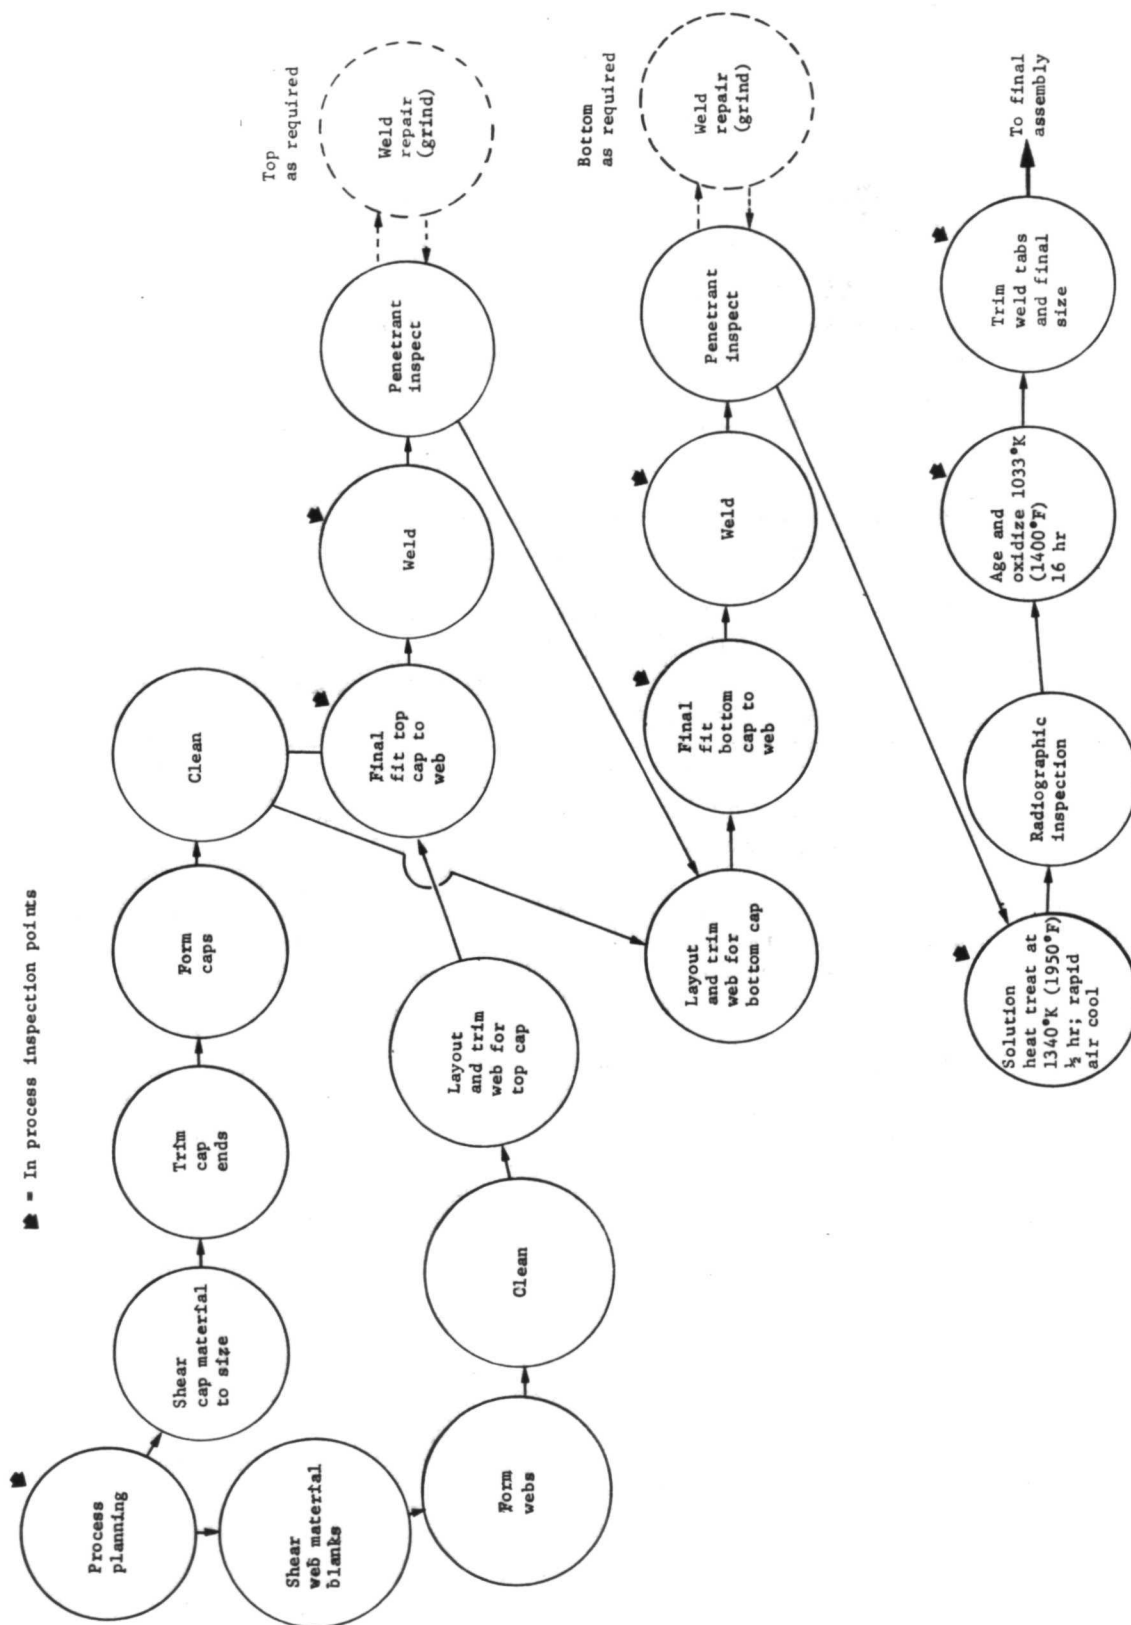 = In process inspection points
Process
planning
Shear
cap material
to size
Trim
cap
ends
Form
caps
Clean
Shear
web material
blanks
Form
webs
Clean
Layout
and trim
web for
top cap
Final
fit top
cap to
web
Weld
Penetrant
inspect
Top
as required
Weld
repair
(grind)
Layout
and trim
web for
bottom cap
Final
fit
bottom
cap to
web
Weld
Penetrant
inspect
Bottom
as required
Weld
repair
(grind)
Solution
heat treat at
1340°K (1950°F)
½ hr; rapid
air cool
Radiographic
inspection
Age and
oxidize 1033°K
(1400°F)
16 hr
Trim
weld tabs
and final
size
To final
assembly